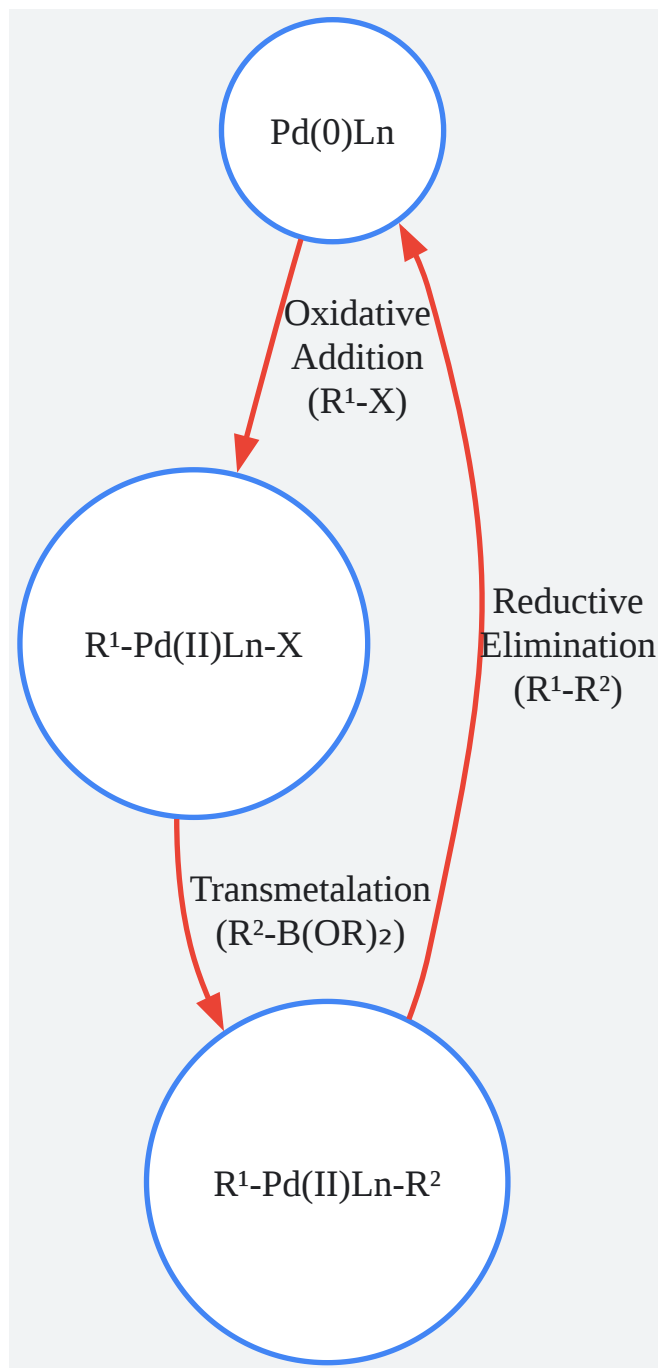 Pd(0)Ln
Oxidative
Addition
(R¹-X)
R¹-Pd(II)Ln-X
Reductive
Elimination
(R¹-R²)
Transmetalation
(R²-B(OR)₂)
R¹-Pd(II)Ln-R²